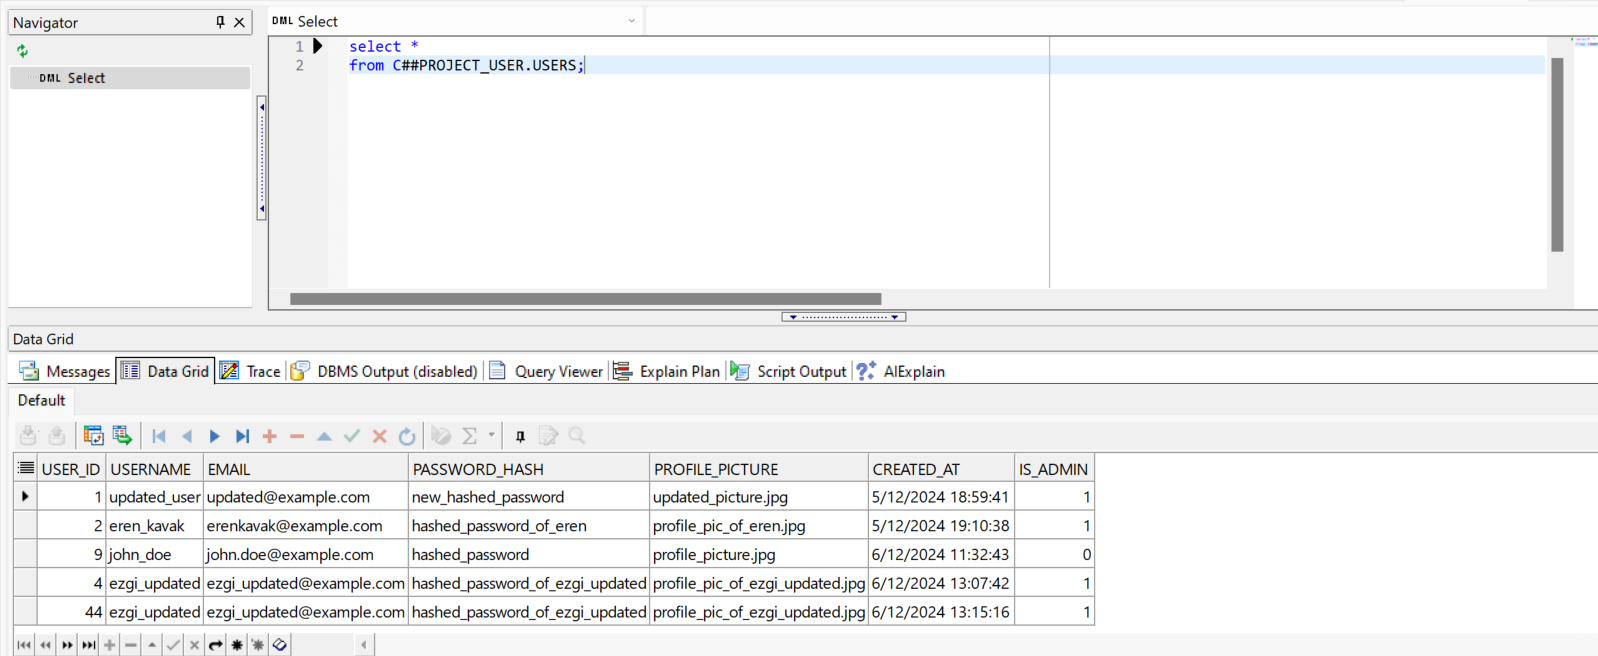 Navigator
DML Select
DML Select
1 select *
2 from C##PROJECT_USER.USERS;
Data Grid
Messages Data Grid Trace DBMS Output (disabled) Query Viewer Explain Plan Script Output AIExplain
Default
USER_ID USERNAME EMAIL PASSWORD_HASH PROFILE_PICTURE CREATED_AT IS_ADMIN
1 updated_user updated@example.com new_hashed_password updated_picture.jpg 5/12/2024 18:59:41 1
2 eren_kavak erenkavak@example.com hashed_password_of_eren profile_pic_of_eren.jpg 5/12/2024 19:10:38 1
9 john_doe john.doe@example.com hashed_password profile_picture.jpg 6/12/2024 11:32:43 0
4 ezgi_updated ezgi_updated@example.com hashed_password_of_ezgi_updated profile_pic_of_ezgi_updated.jpg 6/12/2024 13:07:42 1
44 ezgi_updated ezgi_updated@example.com hashed_password_of_ezgi_updated profile_pic_of_ezgi_updated.jpg 6/12/2024 13:15:16 1